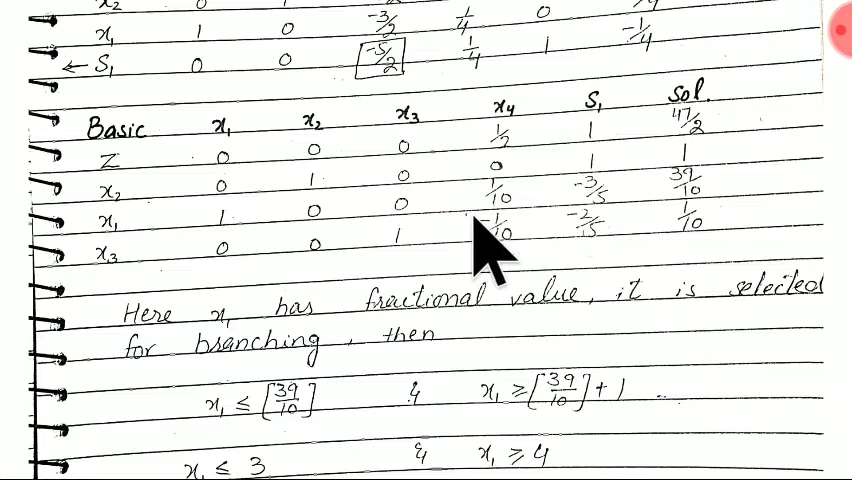 x₂ 0
x₁ 1 0 -3/2 1/4 0
← S₁ 0 0 -5/2 1/4 1 -1/4
Basic x₁ x₂ x₃ x₄ S₁ Sol.
Z 0 0 0 1/2 1 47/2
x₂ 0 1 0 0 1 1
x₁ 1 0 0 1/10 -3/5 39/10
x₃ 0 0 1 -1/10 -2/5 1/10
Here x₁ has fractional value, it is selected
for branching, then
x₁ ≤ [39/10] & x₁ ≥ [39/10] + 1
x₁ ≤ 3 & x₁ ≥ 4